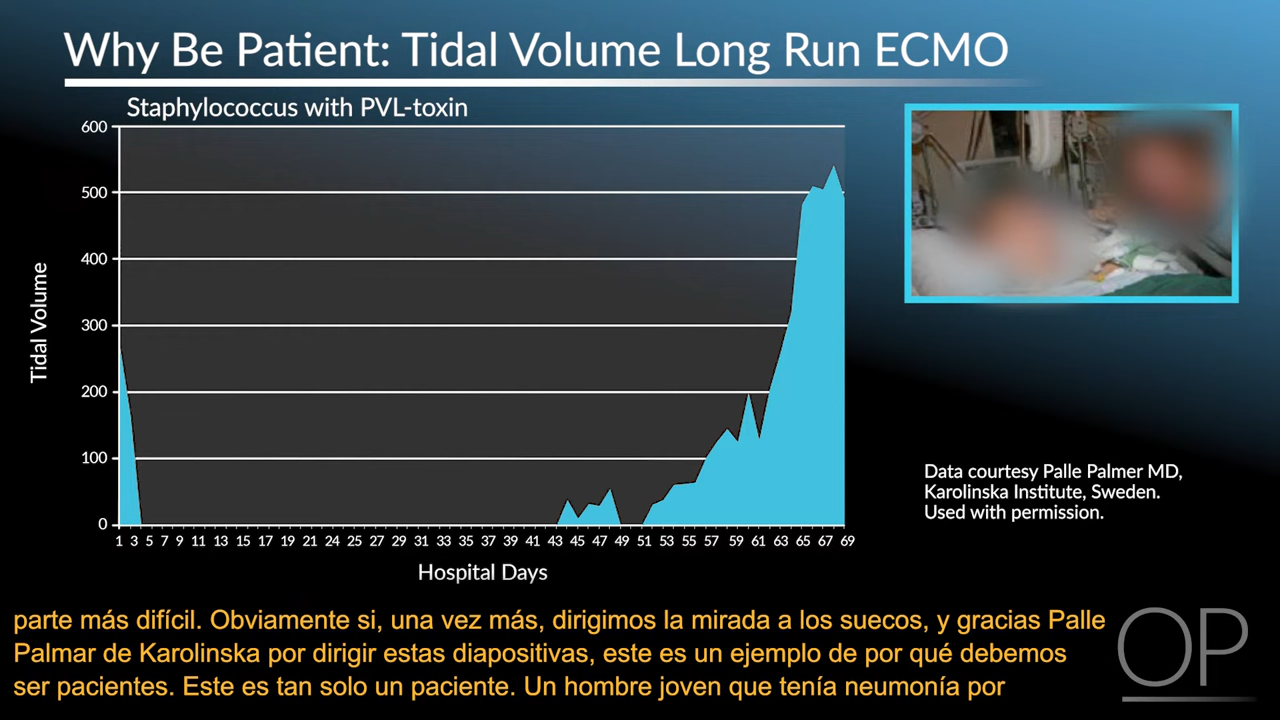 Why Be Patient: Tidal Volume Long Run ECMO
Staphylococcus with PVL-toxin
600
500
400
300
200
100
0
Tidal Volume
1 3 5 7 9 11 13 15 17 19 21 23 25 27 29 31 33 35 37 39 41 43 45 47 49 51 53 55 57 59 61 63 65 67 69
Hospital Days
Data courtesy Palle Palmer MD,
Karolinska Institute, Sweden.
Used with permission.
parte más difícil. Obviamente si, una vez más, dirigimos la mirada a los suecos, y gracias Palle
Palmar de Karolinska por dirigir estas diapositivas, este es un ejemplo de por qué debemos
ser pacientes. Este es tan solo un paciente. Un hombre joven que tenía neumonía por
OP